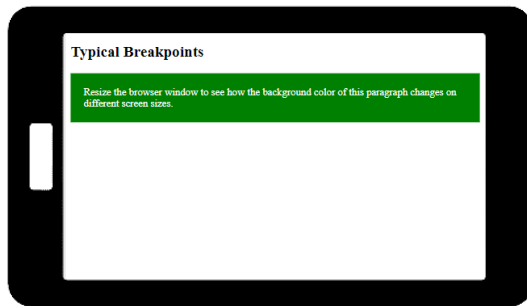 Typical Breakpoints
Resize the browser window to see how the background color of this paragraph changes on
different screen sizes.